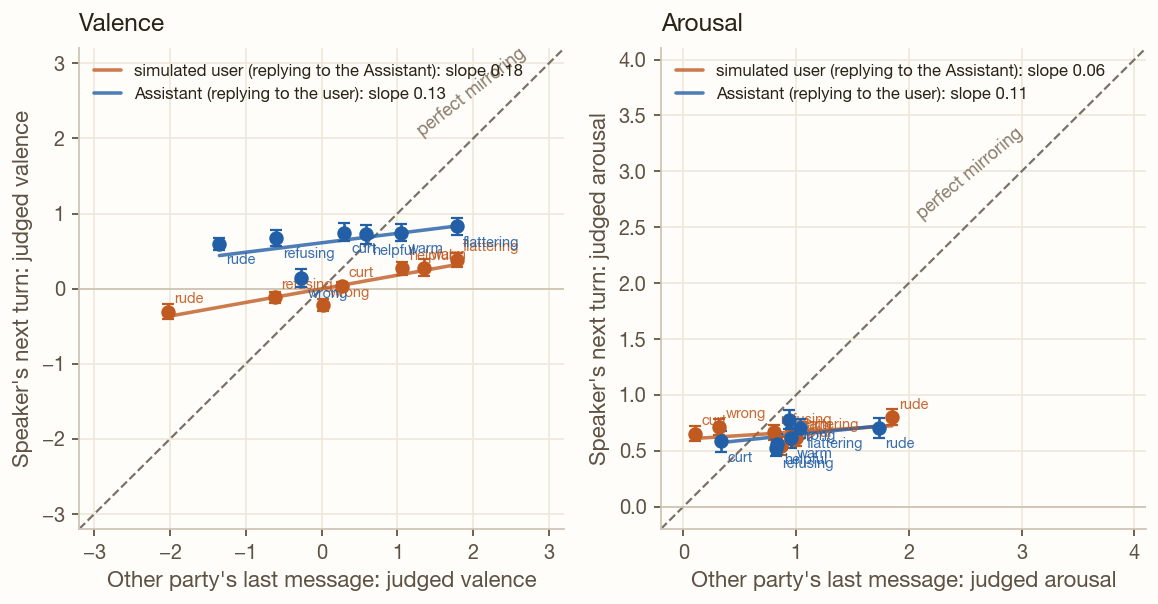 Valence
simulated user (replying to the Assistant): slope 0.18
Assistant (replying to the user): slope 0.13
perfect mirroring
flattering
flattering
rude
refusing
curt
helpful
warm
refusing
curt
wrong
rude
3
2
1
0
−1
−2
−3
−3
−2
−1
0
1
2
3
Speaker's next turn: judged valence
Other party's last message: judged valence
Arousal
simulated user (replying to the Assistant): slope 0.06
Assistant (replying to the user): slope 0.11
perfect mirroring
rude
wrong
curt
flattering
warm
helpful
refusing
curt
rude
4.0
3.5
3.0
2.5
2.0
1.5
1.0
0.5
0.0
0
1
2
3
4
Speaker's next turn: judged arousal
Other party's last message: judged arousal